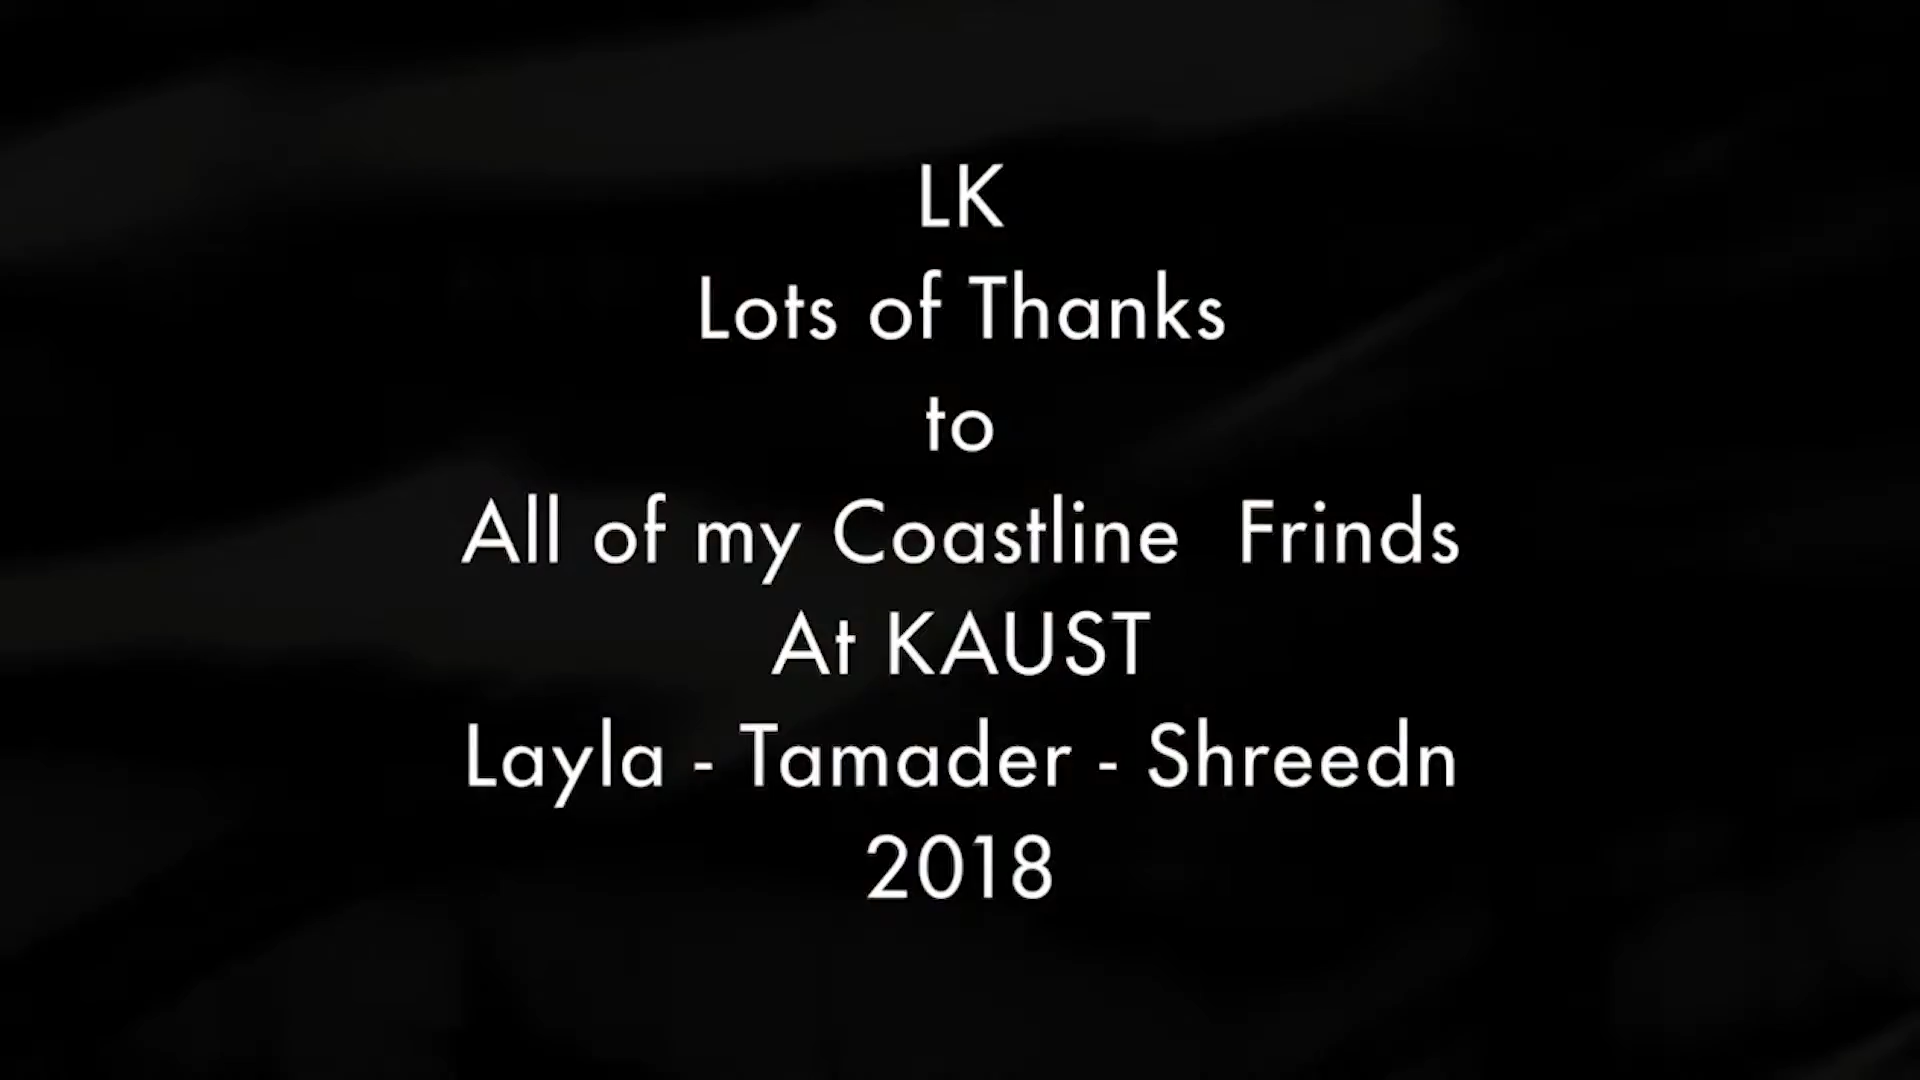 LK
Lots of Thanks
to
All of my Coastline  Frinds
At KAUST
Layla - Tamader - Shreedn
2018